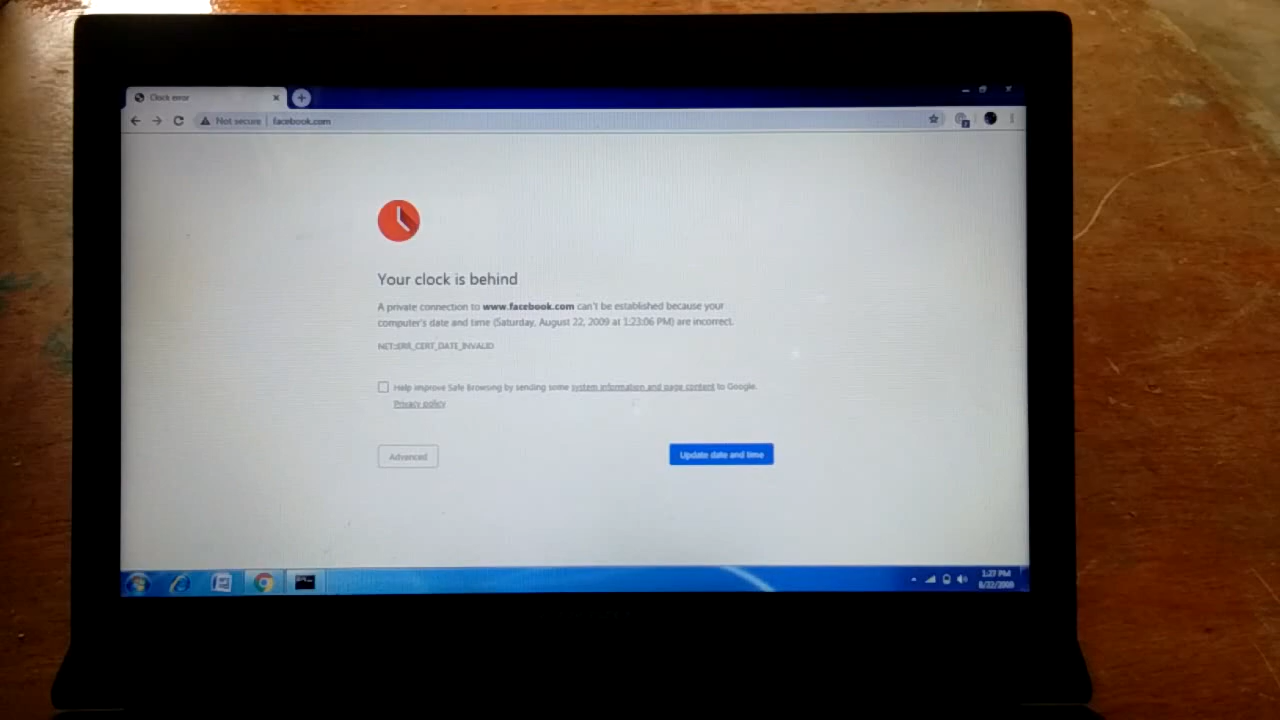 Clock error
Not secure | facebook.com
Your clock is behind
A private connection to www.facebook.com can't be established because your
computer's date and time (Saturday, August 22, 2009 at 1:23:06 PM) are incorrect.
NET::ERR_CERT_DATE_INVALID
Help improve Safe Browsing by sending some system information and page content to Google.
Privacy policy
Advanced
Update date and time
1:27 PM
8/22/2009